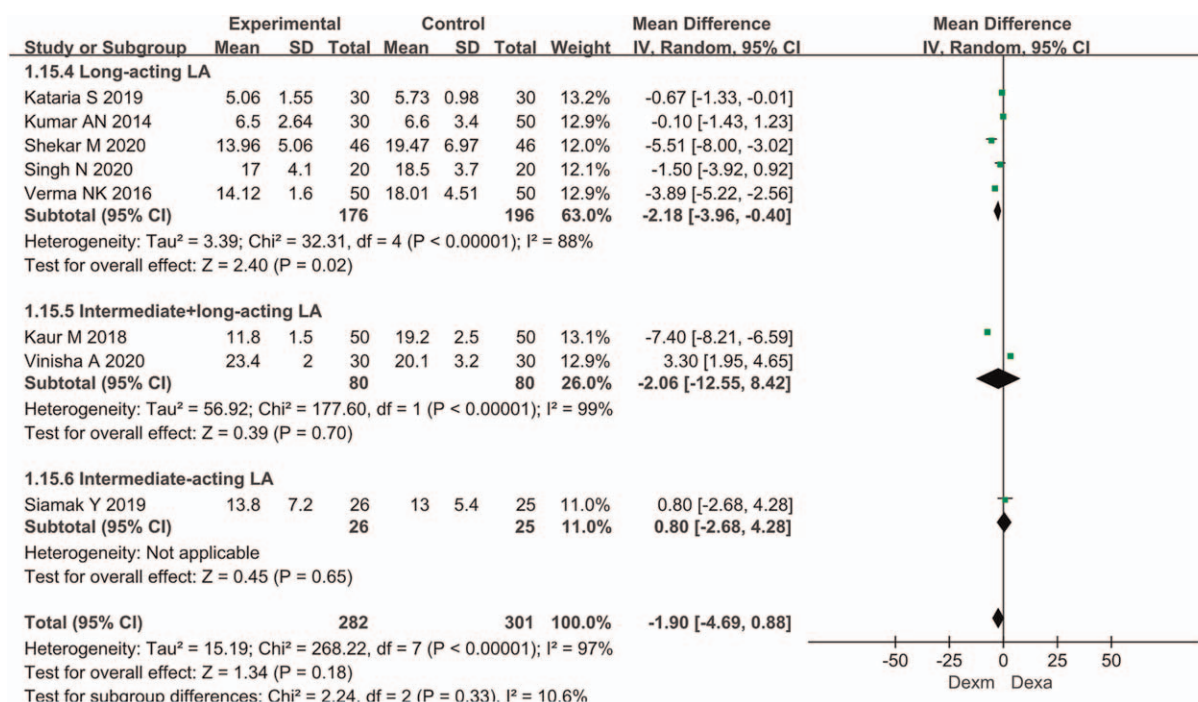 Experimental Control Mean Difference Mean Difference
Study or Subgroup Mean SD Total Mean SD Total Weight IV, Random, 95% CI IV, Random, 95% CI
1.15.4 Long-acting LA
Kataria S 2019 5.06 1.55 30 5.73 0.98 30 13.2% -0.67 [-1.33, -0.01]
Kumar AN 2014 6.5 2.64 30 6.6 3.4 50 12.9% -0.10 [-1.43, 1.23]
Shekar M 2020 13.96 5.06 46 19.47 6.97 46 12.0% -5.51 [-8.00, -3.02]
Singh N 2020 17 4.1 20 18.5 3.7 20 12.1% -1.50 [-3.92, 0.92]
Verma NK 2016 14.12 1.6 50 18.01 4.51 50 12.9% -3.89 [-5.22, -2.56]
Subtotal (95% CI) 176 196 63.0% -2.18 [-3.96, -0.40]
Heterogeneity: Tau² = 3.39; Chi² = 32.31, df = 4 (P < 0.00001); I² = 88%
Test for overall effect: Z = 2.40 (P = 0.02)
1.15.5 Intermediate+long-acting LA
Kaur M 2018 11.8 1.5 50 19.2 2.5 50 13.1% -7.40 [-8.21, -6.59]
Vinisha A 2020 23.4 2 30 20.1 3.2 30 12.9% 3.30 [1.95, 4.65]
Subtotal (95% CI) 80 80 26.0% -2.06 [-12.55, 8.42]
Heterogeneity: Tau² = 56.92; Chi² = 177.60, df = 1 (P < 0.00001); I² = 99%
Test for overall effect: Z = 0.39 (P = 0.70)
1.15.6 Intermediate-acting LA
Siamak Y 2019 13.8 7.2 26 13 5.4 25 11.0% 0.80 [-2.68, 4.28]
Subtotal (95% CI) 26 25 11.0% 0.80 [-2.68, 4.28]
Heterogeneity: Not applicable
Test for overall effect: Z = 0.45 (P = 0.65)
Total (95% CI) 282 301 100.0% -1.90 [-4.69, 0.88]
Heterogeneity: Tau² = 15.19; Chi² = 268.22, df = 7 (P < 0.00001); I² = 97%
Test for overall effect: Z = 1.34 (P = 0.18)
Test for subgroup differences: Chi² = 2.24, df = 2 (P = 0.33), I² = 10.6%
-50 -25 0 25 50
Dexm Dexa